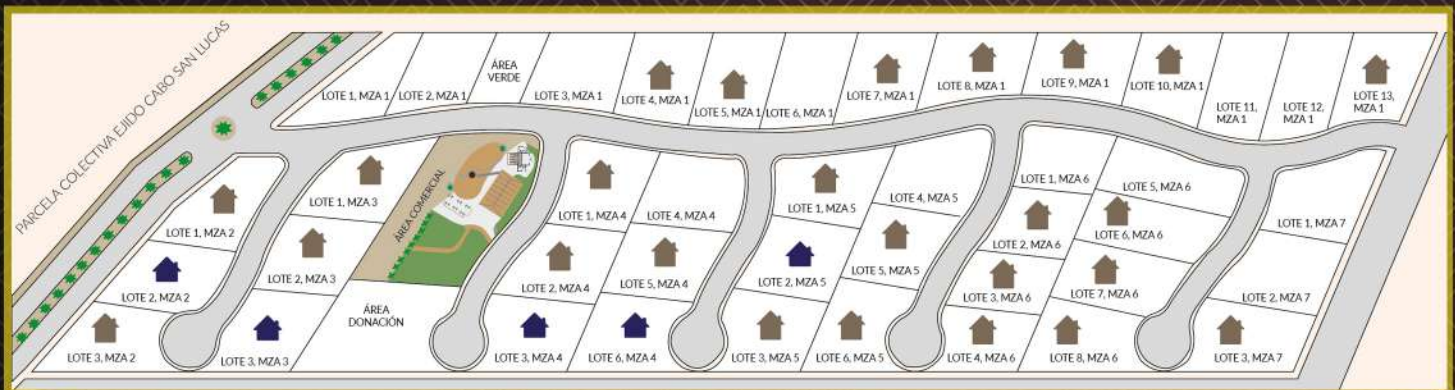 PARCELA COLECTIVA EJIDO CABO SAN LUCAS
LOTE 1, MZA 1
LOTE 2, MZA 1
ÁREA
VERDE
LOTE 3, MZA 1
LOTE 4, MZA 1
LOTE 5, MZA 1
LOTE 6, MZA 1
LOTE 7, MZA 1
LOTE 8, MZA 1
LOTE 9, MZA 1
LOTE 10, MZA 1
LOTE 11,
MZA 1
LOTE 12,
MZA 1
LOTE 13,
MZA 1
LOTE 1, MZA 2
LOTE 2, MZA 2
LOTE 3, MZA 2
LOTE 1, MZA 3
LOTE 2, MZA 3
LOTE 3, MZA 3
ÁREA COMERCIAL
ÁREA
DONACIÓN
LOTE 1, MZA 4
LOTE 4, MZA 4
LOTE 2, MZA 4
LOTE 5, MZA 4
LOTE 3, MZA 4
LOTE 6, MZA 4
LOTE 1, MZA 5
LOTE 4, MZA 5
LOTE 2, MZA 5
LOTE 5, MZA 5
LOTE 3, MZA 5
LOTE 6, MZA 5
LOTE 1, MZA 6
LOTE 5, MZA 6
LOTE 2, MZA 6
LOTE 6, MZA 6
LOTE 3, MZA 6
LOTE 7, MZA 6
LOTE 4, MZA 6
LOTE 8, MZA 6
LOTE 1, MZA 7
LOTE 2, MZA 7
LOTE 3, MZA 7